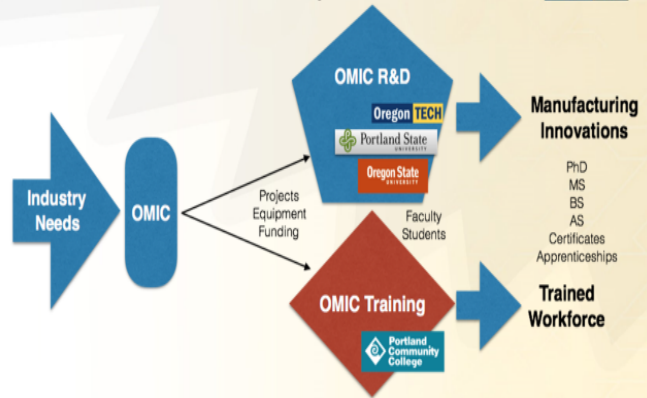 Industry
Needs
OMIC
Projects
Equipment
Funding
OMIC R&D
Oregon TECH
Portland State
UNIVERSITY
Oregon State
UNIVERSITY
Faculty
Students
OMIC Training
Portland
Community
College
Manufacturing
Innovations
PhD
MS
BS
AS
Certificates
Apprenticeships
Trained
Workforce